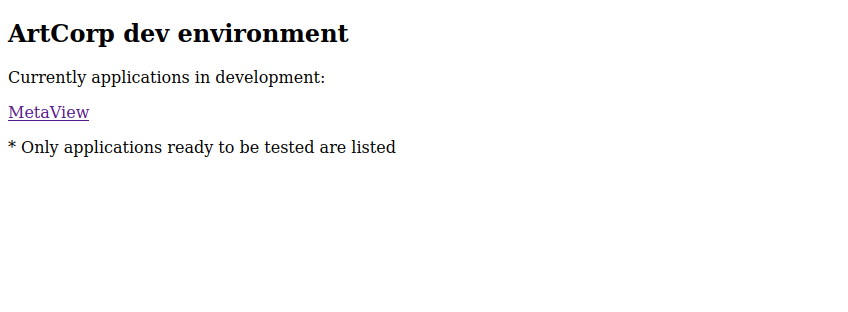 ArtCorp dev environment
Currently applications in development:
MetaView
* Only applications ready to be tested are listed